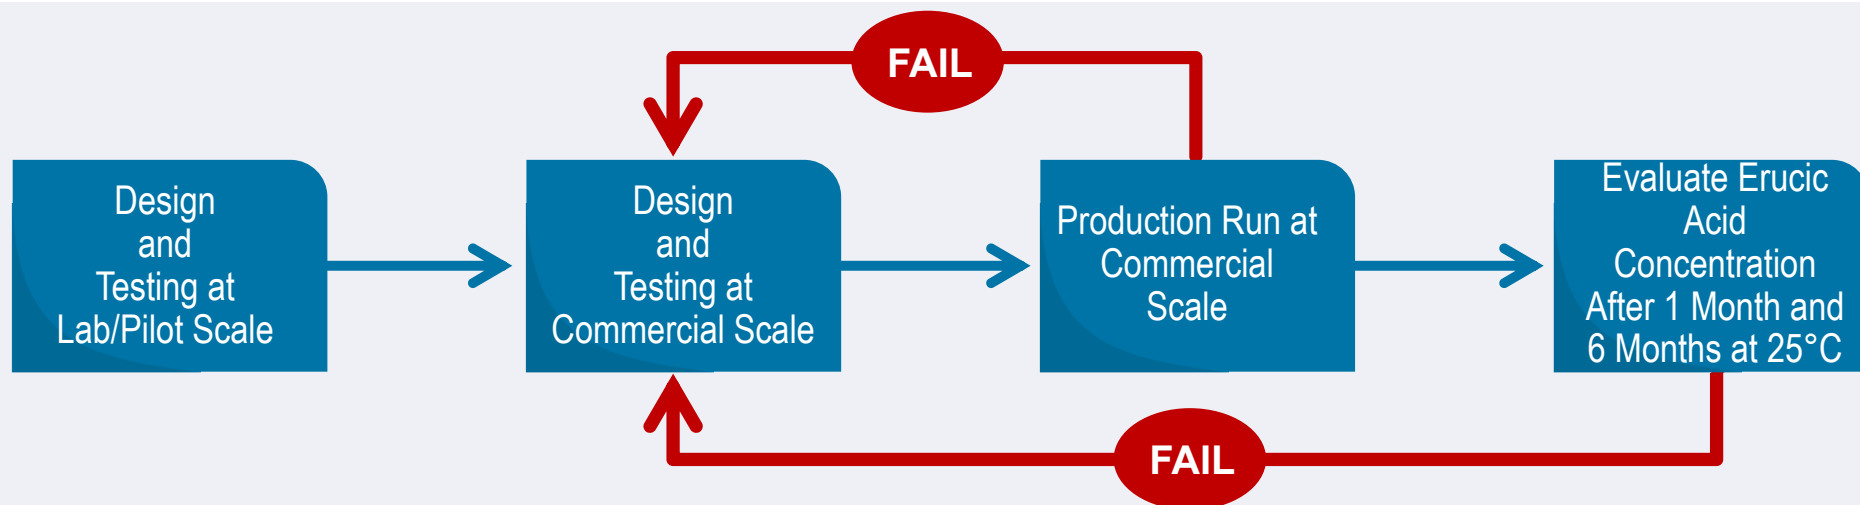 FAIL
Design
and
Testing at
Lab/Pilot Scale
Design
and
Testing at
Commercial Scale
Production Run at
Commercial
Scale
Evaluate Erucic
Acid
Concentration
After 1 Month and
6 Months at 25°C
FAIL